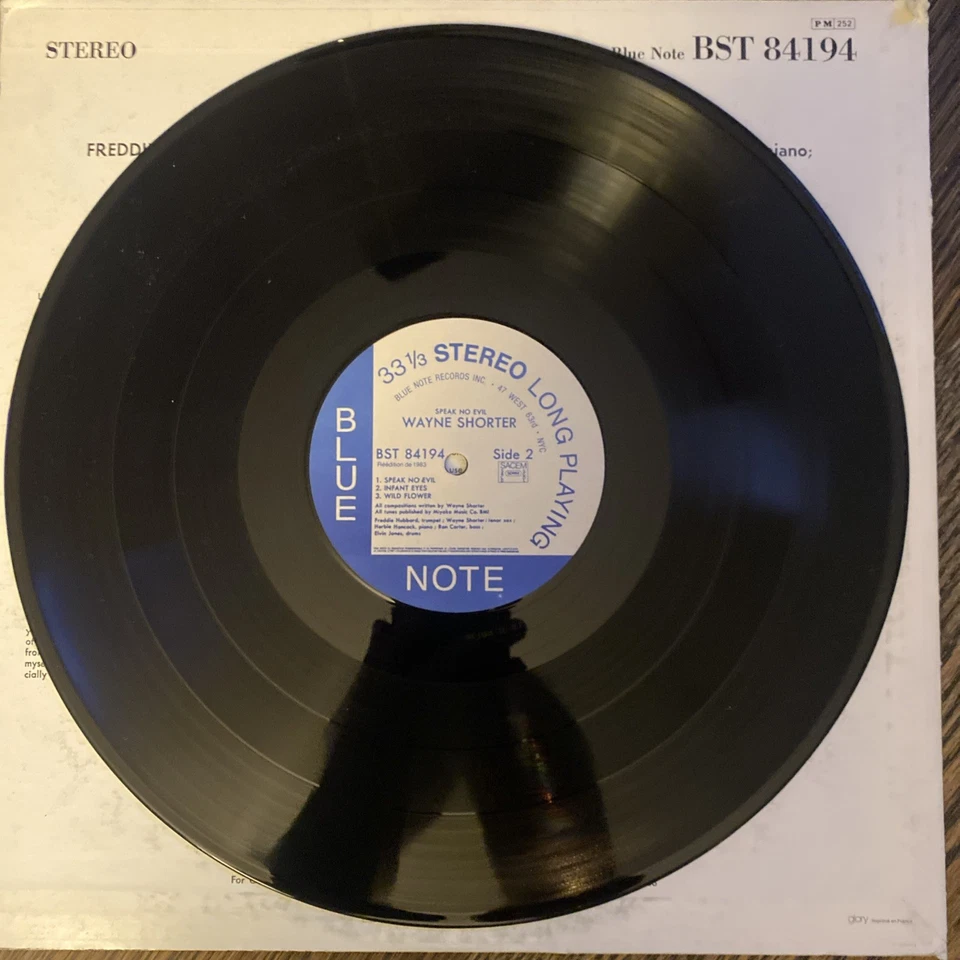 PM 252
STEREO
Blue Note BST 84194
FREDDI
piano;
33 1/3 STEREO LONG PLAYING
BLUE NOTE RECORDS INC. • 47 WEST 63rd • NYC
SPEAK NO EVIL
WAYNE SHORTER
BST 84194
Side 2
Réédition de 1983
SACEM
1. SPEAK NO EVIL
2. INFANT EYES
3. WILD FLOWER
All compositions written by Wayne Shorter
All tunes published by Miyako Music Co. BMI
Freddie Hubbard, trumpet; Wayne Shorter: tenor sax;
Herbie Hancock, piano; Ron Carter, bass;
Elvin Jones, drums
BLUE
NOTE
myse
cially
For
glory